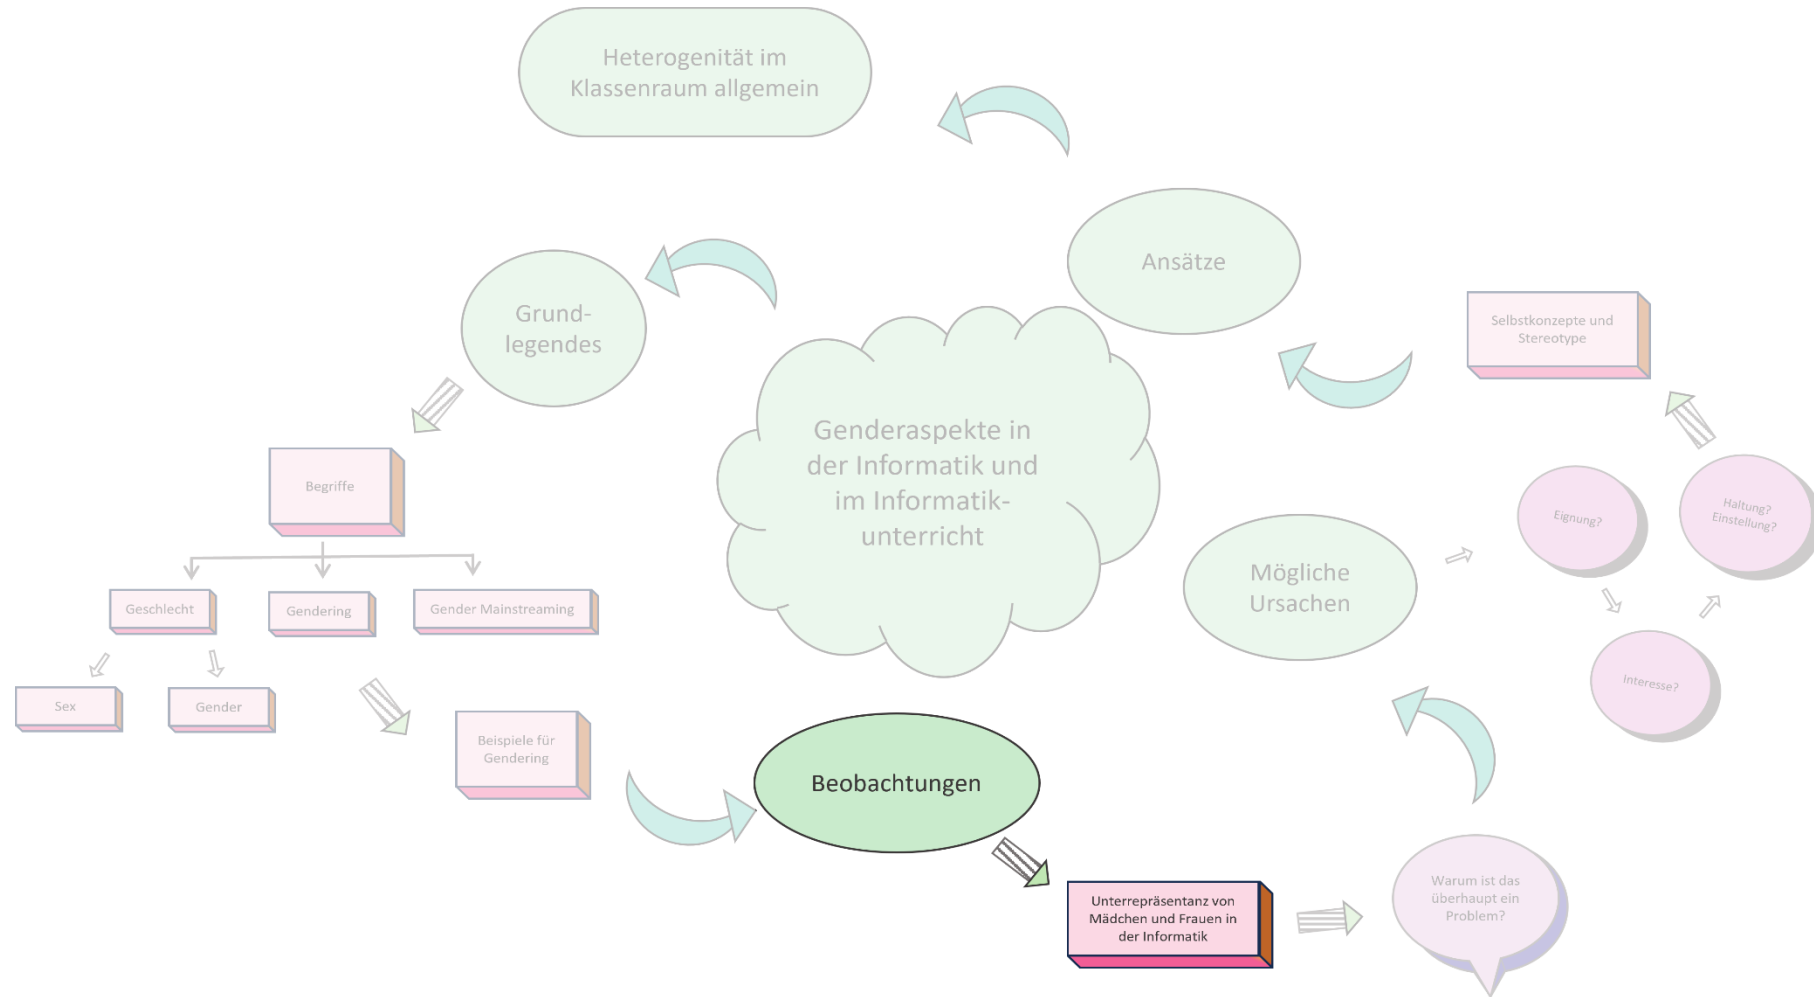 Heterogenität im
Klassenraum allgemein
Ansätze
Grund-
legendes
Selbstkonzepte und
Stereotype
Genderaspekte in
der Informatik und
im Informatik-
unterricht
Begriffe
Eignung?
Haltung?
Einstellung?
Mögliche
Ursachen
Geschlecht
Gendering
Gender Mainstreaming
Interesse?
Sex
Gender
Beispiele für
Gendering
Beobachtungen
Warum ist das
überhaupt ein
Problem?
Unterrepräsentanz von
Mädchen und Frauen in
der Informatik